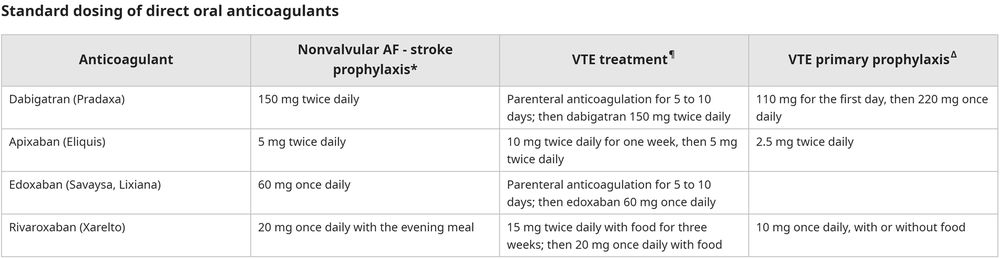 Standard dosing of direct oral anticoagulants
Anticoagulant
Nonvalvular AF - stroke
prophylaxis*
VTE treatment¶
VTE primary prophylaxisΔ
Dabigatran (Pradaxa)
150 mg twice daily
Parenteral anticoagulation for 5 to 10
days; then dabigatran 150 mg twice daily
110 mg for the first day, then 220 mg once
daily
Apixaban (Eliquis)
5 mg twice daily
10 mg twice daily for one week, then 5 mg
twice daily
2.5 mg twice daily
Edoxaban (Savaysa, Lixiana)
60 mg once daily
Parenteral anticoagulation for 5 to 10
days; then edoxaban 60 mg once daily
Rivaroxaban (Xarelto)
20 mg once daily with the evening meal
15 mg twice daily with food for three
weeks; then 20 mg once daily with food
10 mg once daily, with or without food